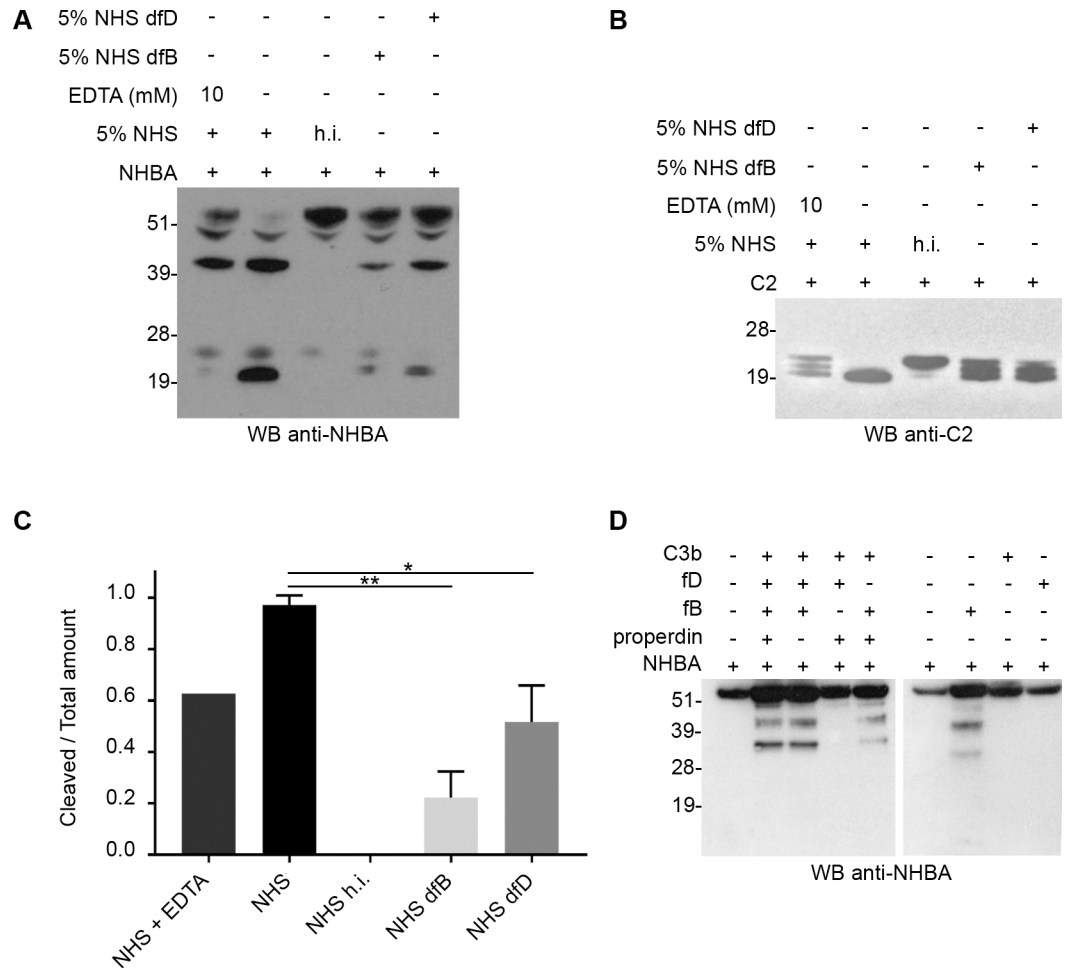 A
5% NHS dfD - - - - +
5% NHS dfB - - - + -
EDTA (mM) 10 - - - -
5% NHS + + h.i. - -
NHBA + + + + +
51-
39-
28-
19-
WB anti-NHBA
B
5% NHS dfD - - - - +
5% NHS dfB - - - + -
EDTA (mM) 10 - - - -
5% NHS + + h.i. - -
C2 + + + + +
28-
19-
WB anti-C2
C
*
**
Cleaved / Total amount
1.0
0.8
0.6
0.4
0.2
0.0
NHS + EDTA
NHS
NHS h.i.
NHS dfB
NHS dfD
D
C3b - + + + + - - + -
fD - + + + - - - - +
fB - + + - + - + - -
properdin - + - + + - - - -
NHBA + + + + + + + + +
51-
39-
28-
19-
WB anti-NHBA